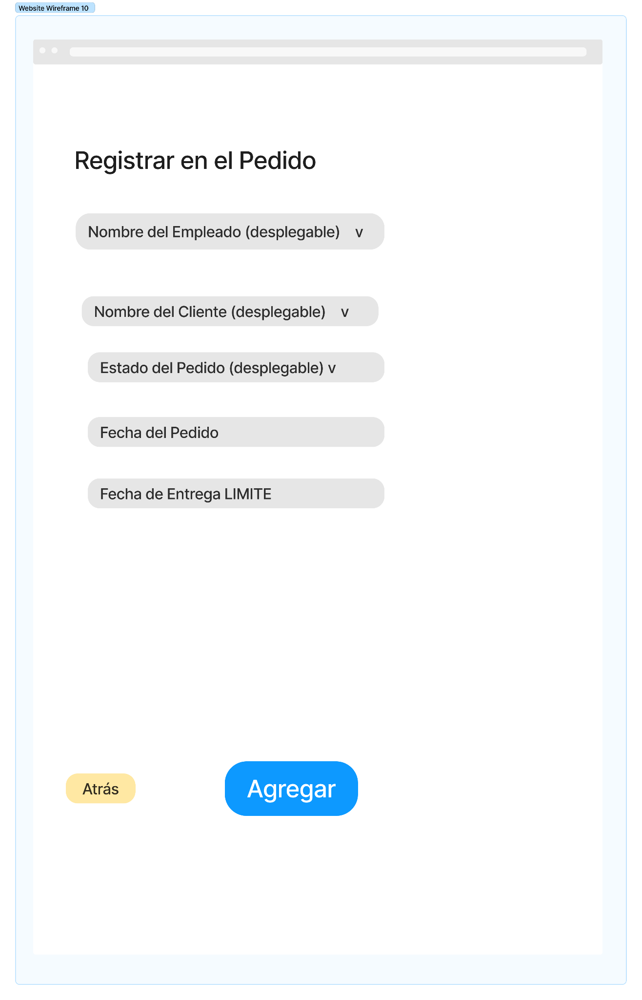 Website Wireframe 10
Registrar en el Pedido
Nombre del Empleado (desplegable) v
Nombre del Cliente (desplegable) v
Estado del Pedido (desplegable) v
Fecha del Pedido
Fecha de Entrega LIMITE
Atrás
Agregar